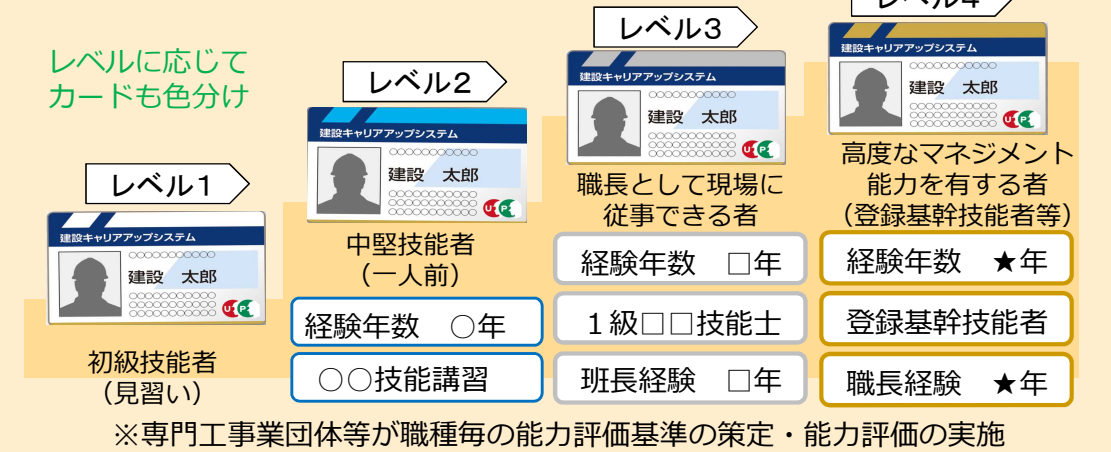 レベルに応じて
カードも色分け
レベル1
建設キャリアアップシステム
○○○○○○○○○○○
建設 太郎
○○○○○○○○○○○
○○○○○○○○○○○
初級技能者
（見習い）
レベル2
建設キャリアアップシステム
○○○○○○○○○○○
建設 太郎
○○○○○○○○○○○
○○○○○○○○○○○
中堅技能者
（一人前）
経験年数 ○年
○○技能講習
レベル3
建設キャリアアップシステム
○○○○○○○○○○○
建設 太郎
○○○○○○○○○○○
○○○○○○○○○○○
職長として現場に
従事できる者
経験年数 □年
１級□□技能士
班長経験 □年
レベル4
建設キャリアアップシステム
○○○○○○○○○○○
建設 太郎
○○○○○○○○○○○
○○○○○○○○○○○
高度なマネジメント
能力を有する者
（登録基幹技能者等）
経験年数 ★年
登録基幹技能者
職長経験 ★年
※専門工事業団体等が職種毎の能力評価基準の策定・能力評価の実施